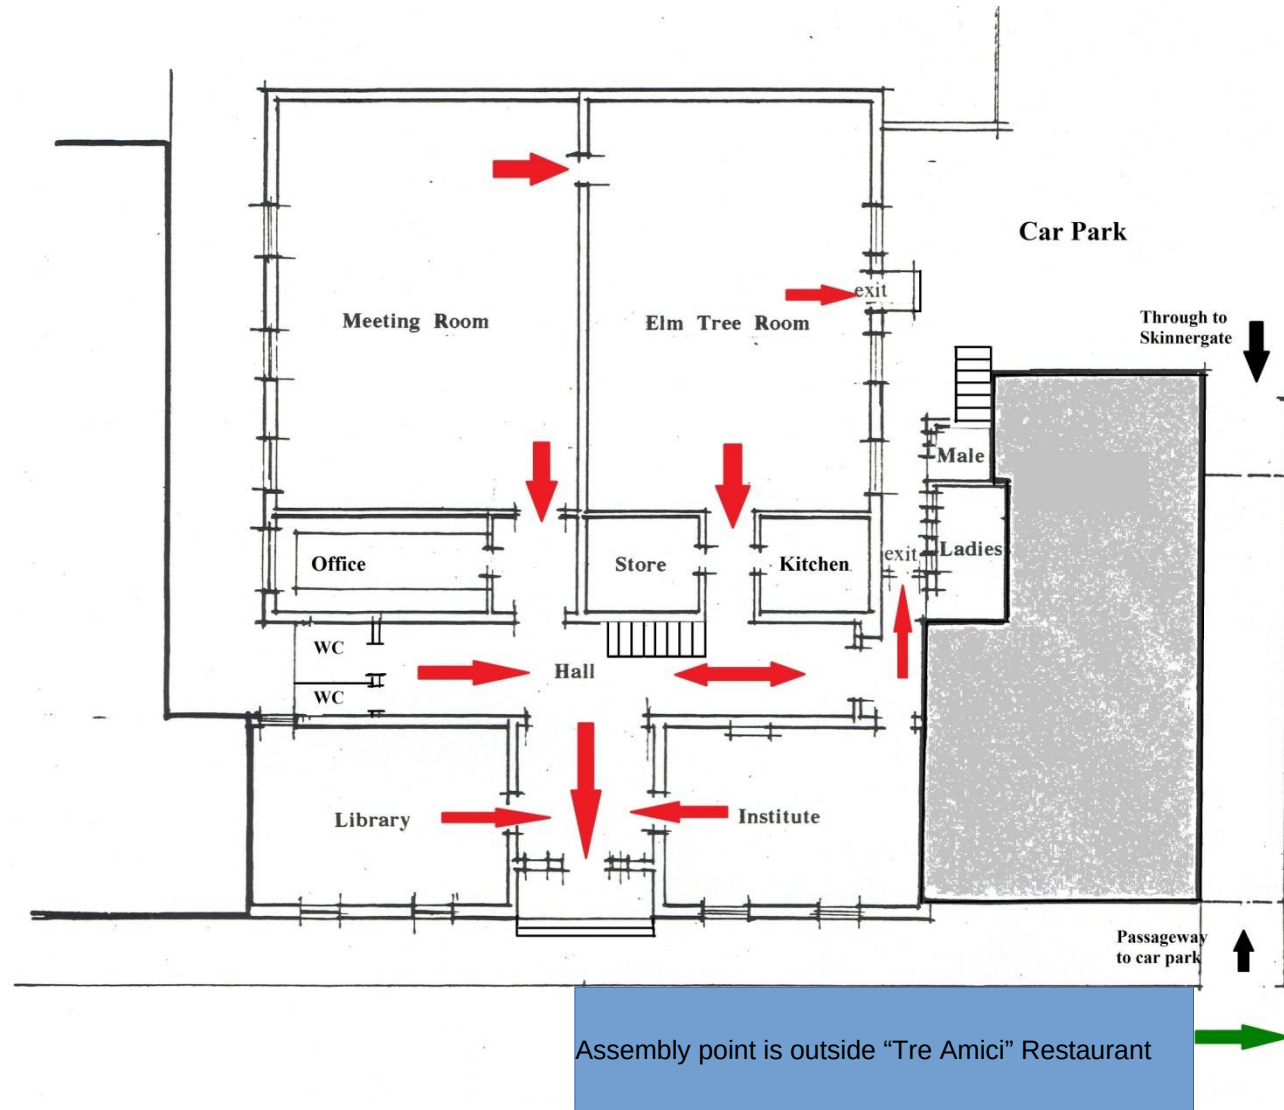 Car Park
exit
Through to
Skinnergate
Meeting Room
Elm Tree Room
Male
Office
Store
Kitchen
exit
Ladies
WC
Hall
WC
Library
Institute
Passageway
to car park
Assembly point is outside “Tre Amici” Restaurant